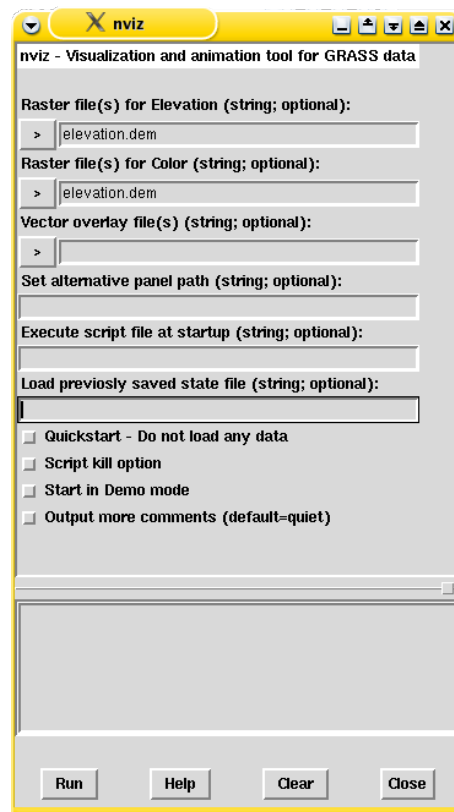 nviz
nviz - Visualization and animation tool for GRASS data
Raster file(s) for Elevation (string; optional):
> elevation.dem
Raster file(s) for Color (string; optional):
> elevation.dem
Vector overlay file(s) (string; optional):
>
Set alternative panel path (string; optional):
Execute script file at startup (string; optional):
Load previosly saved state file (string; optional):
Quickstart - Do not load any data
Script kill option
Start in Demo mode
Output more comments (default=quiet)
Run Help Clear Close